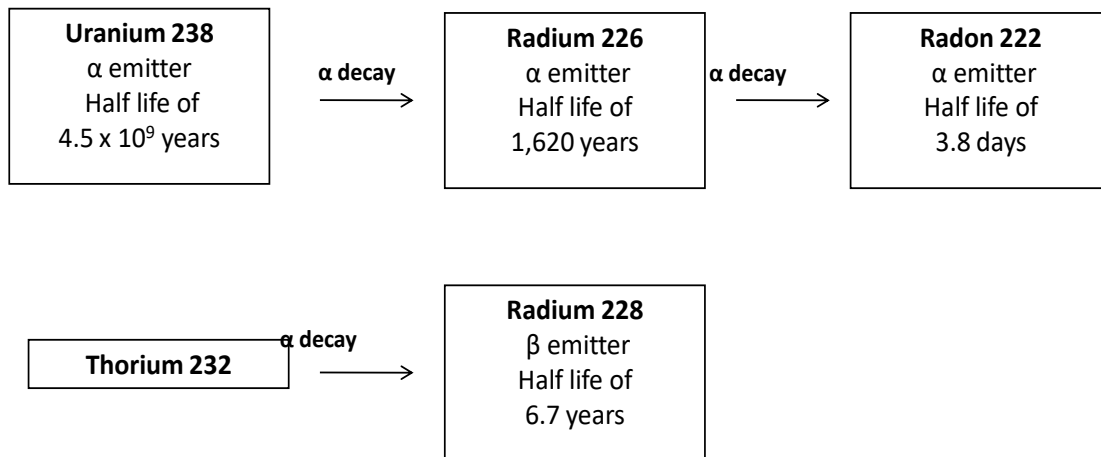 Uranium 238
α emitter
Half life of
4.5 x 10⁹ years
α decay
Radium 226
α emitter
Half life of
1,620 years
α decay
Radon 222
α emitter
Half life of
3.8 days
Thorium 232
α decay
Radium 228
β emitter
Half life of
6.7 years